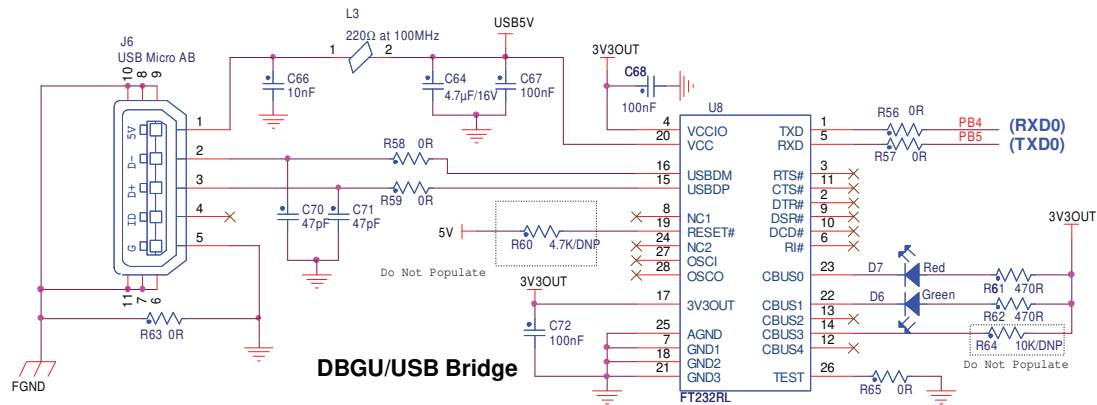 J6
USB Micro AB
10
8
9
1
2
3
4
5
5V
D-
D+
ID
G
11
7
6
R63 0R
FGND
L3
220Ω at 100MHz
1 2
USB5V
C66
10nF
C64
4.7µF/16V
C67
100nF
R58 0R
R59 0R
C70
47pF
C71
47pF
5V
R60 4.7K/DNP
Do Not Populate
3V3OUT
C72
100nF
DBGU/USB Bridge
3V3OUT
C68
100nF
U8
4 VCCIO
20 VCC
16 USBDM
15 USBDP
8 NC1
19 RESET#
24 NC2
27 OSCI
28 OSCO
17 3V3OUT
25 AGND
7 GND1
18 GND2
21 GND3
FT232RL
TXD 1
RXD 5
RTS# 3
CTS# 11
DTR# 2
DSR# 9
DCD# 10
RI# 6
CBUS0 23
CBUS1 22
CBUS2 13
CBUS3 14
CBUS4 12
TEST 26
R56 0R
R57 0R
PB4 (RXD0)
PB5 (TXD0)
3V3OUT
D7 Red
R61 470R
D6 Green
R62 470R
R64 10K/DNP
Do Not Populate
R65 0R